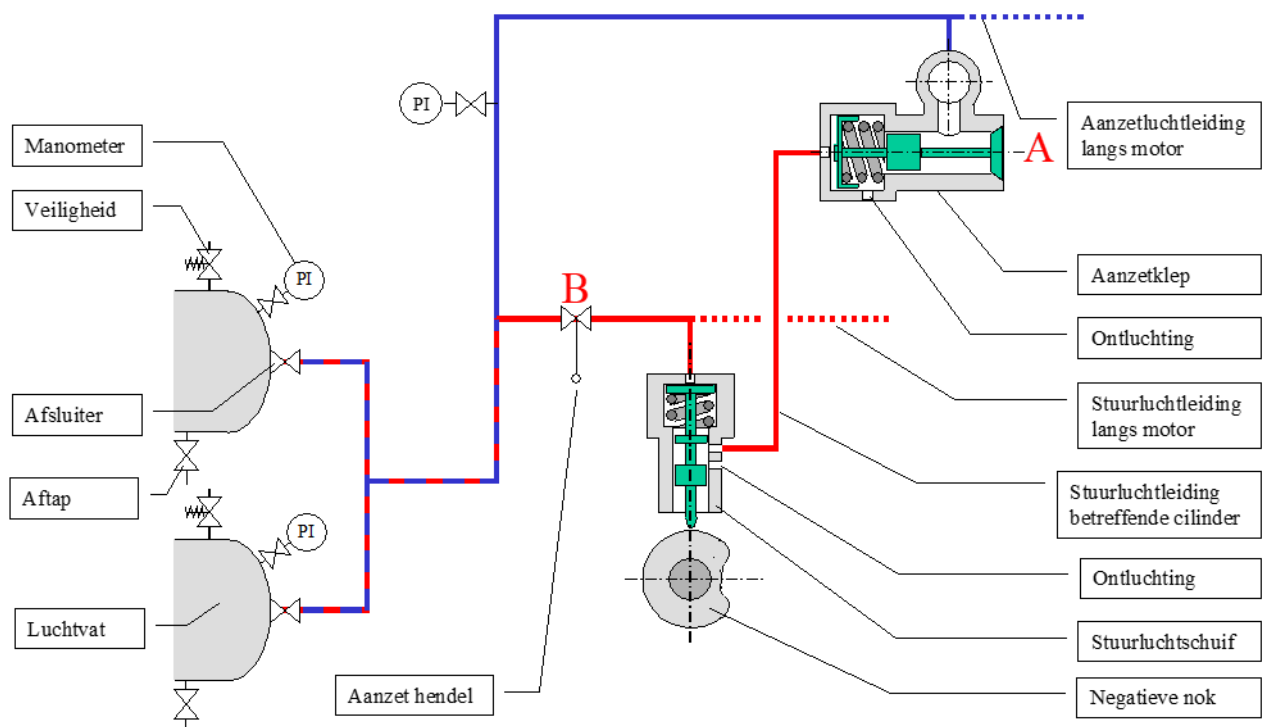 PI
Manometer
Veiligheid
PI
Afsluiter
Aftap
PI
Luchtvat
Aanzet hendel
B
A
Aanzetluchtleiding
langs motor
Aanzetklep
Ontluchting
Stuurluchtleiding
langs motor
Stuurluchtleiding
betreffende cilinder
Ontluchting
Stuurluchtschuif
Negatieve nok